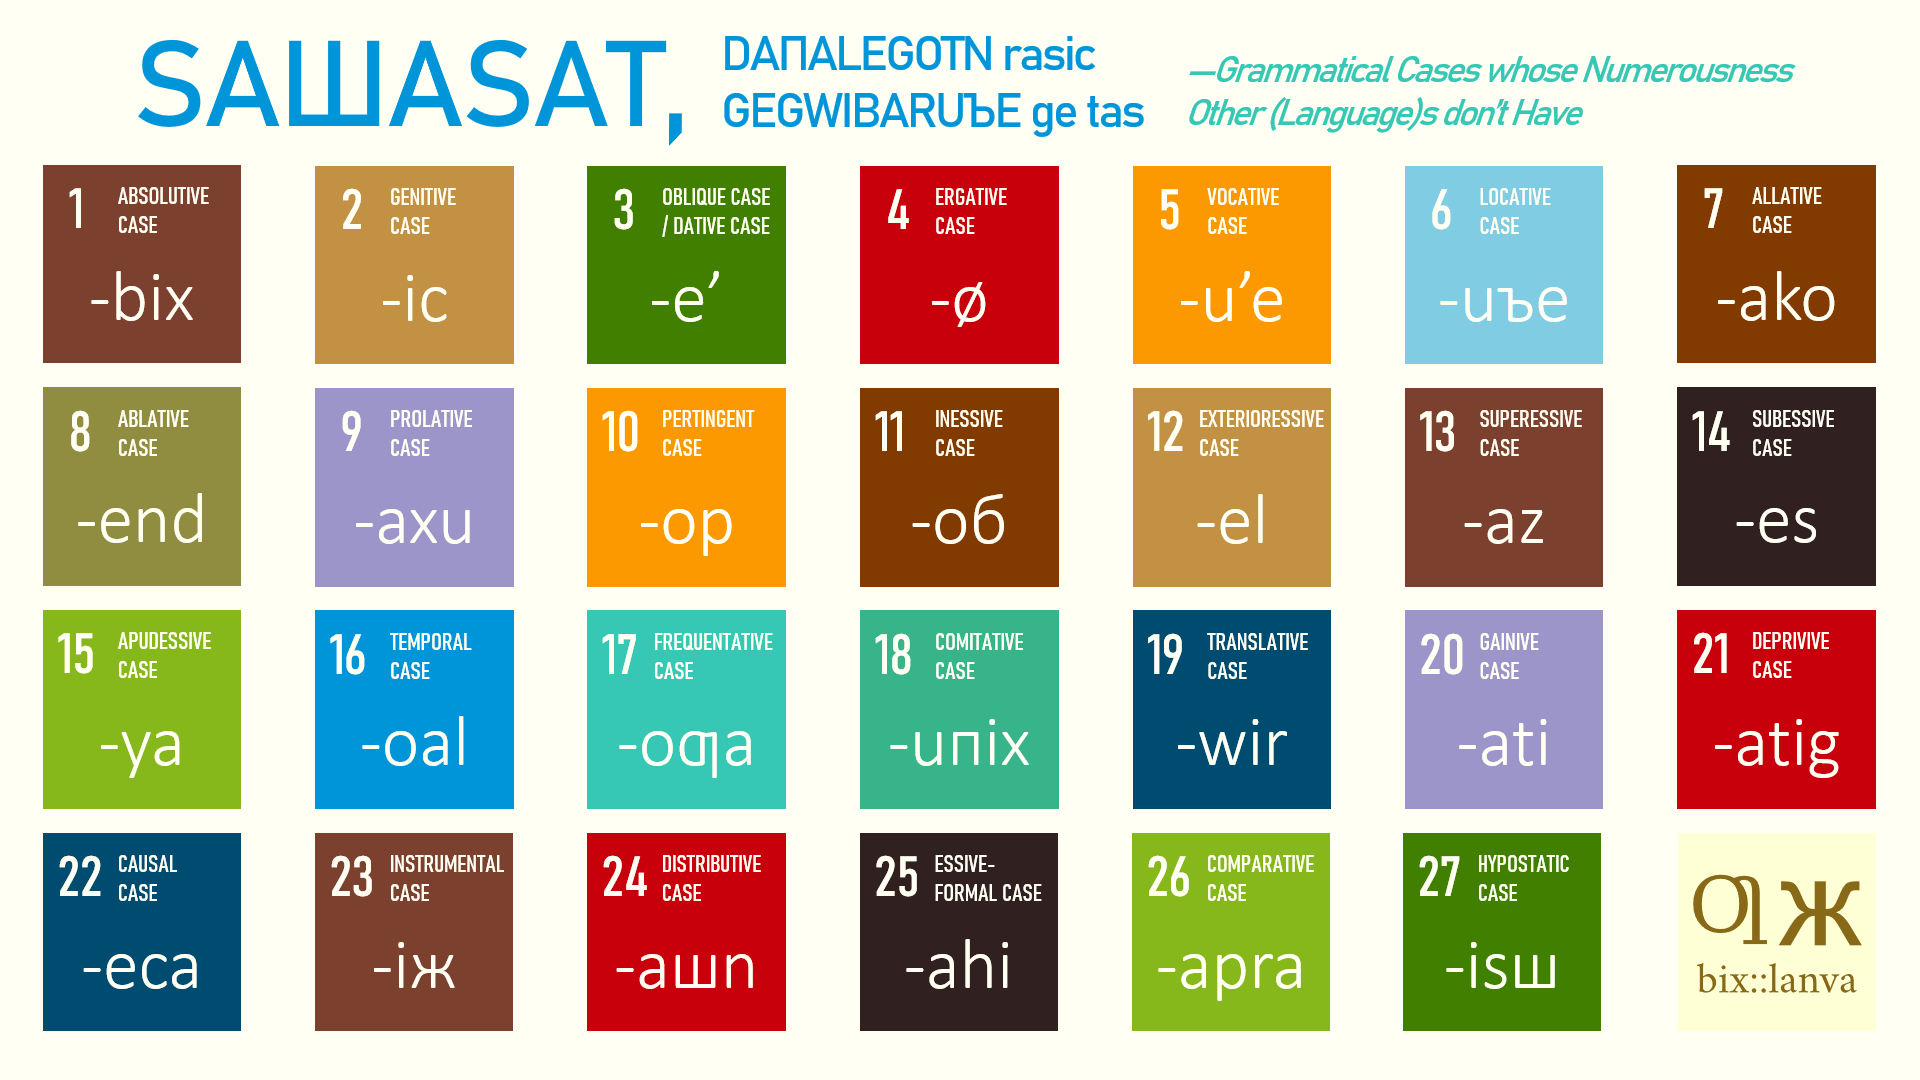 SAШASAT,
DAПALEGOTN rasic
GEGWIBARUЪE ge tas
—Grammatical Cases whose Numerousness
Other (Language)s don't Have
1 ABSOLUTIVE
CASE
-bix
2 GENITIVE
CASE
-ic
3 OBLIQUE CASE
/ DATIVE CASE
-e’
4 ERGATIVE
CASE
-ø
5 VOCATIVE
CASE
-u’e
6 LOCATIVE
CASE
-uъe
7 ALLATIVE
CASE
-ako
8 ABLATIVE
CASE
-end
9 PROLATIVE
CASE
-axu
10 PERTINGENT
CASE
-op
11 INESSIVE
CASE
-oб
12 EXTERIORESSIVE
CASE
-el
13 SUPERESSIVE
CASE
-az
14 SUBESSIVE
CASE
-es
15 APUDESSIVE
CASE
-ya
16 TEMPORAL
CASE
-oal
17 FREQUENTATIVE
CASE
-oƣa
18 COMITATIVE
CASE
-uпix
19 TRANSLATIVE
CASE
-wir
20 GAINIVE
CASE
-ati
21 DEPRIVIVE
CASE
-atig
22 CAUSAL
CASE
-eca
23 INSTRUMENTAL
CASE
-iж
24 DISTRIBUTIVE
CASE
-aшn
25 ESSIVE-
FORMAL CASE
-ahi
26 COMPARATIVE
CASE
-apra
27 HYPOSTATIC
CASE
-isш
Ƣ Ж
bix::lanva